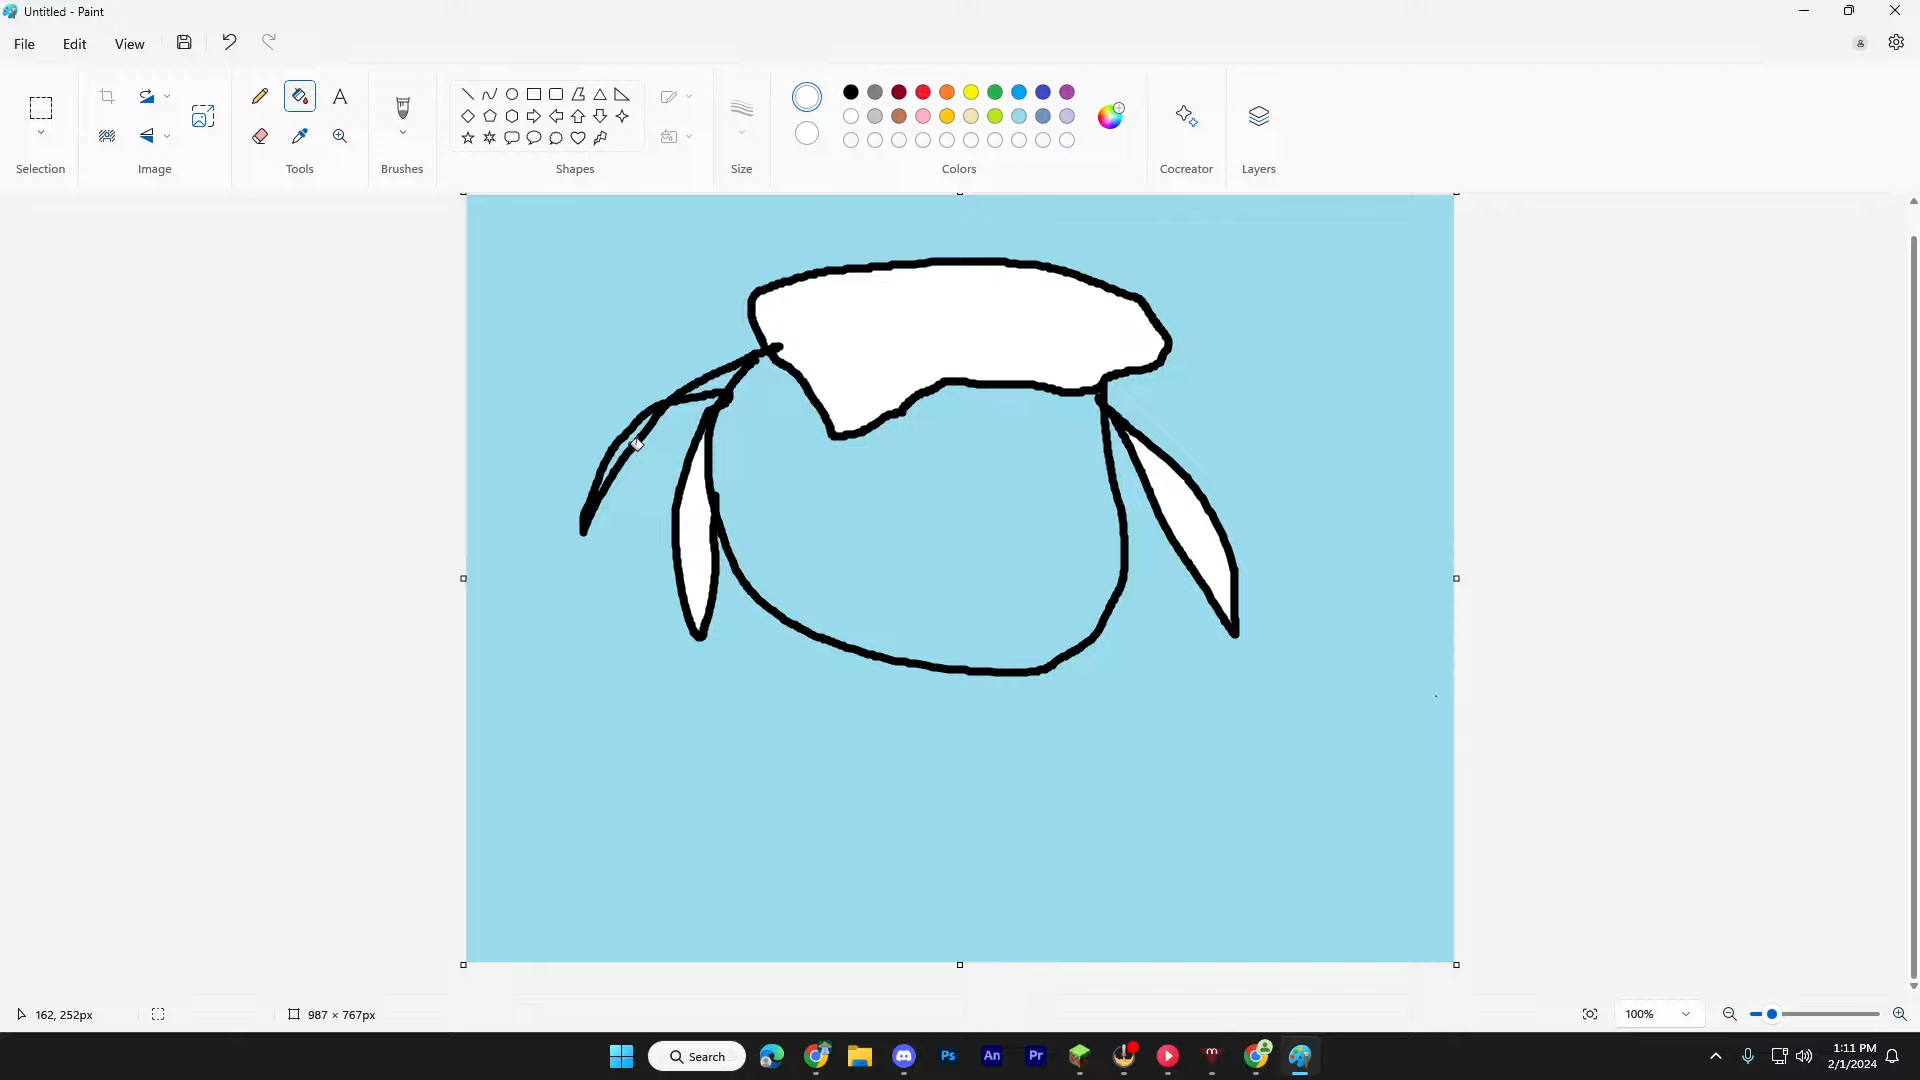 Untitled - Paint
File Edit View
Selection Image Tools Brushes Shapes Size Colors Cocreator Layers
162, 252px 987 × 767px 100%
Search Ps An Pr 1:11 PM
2/1/2024